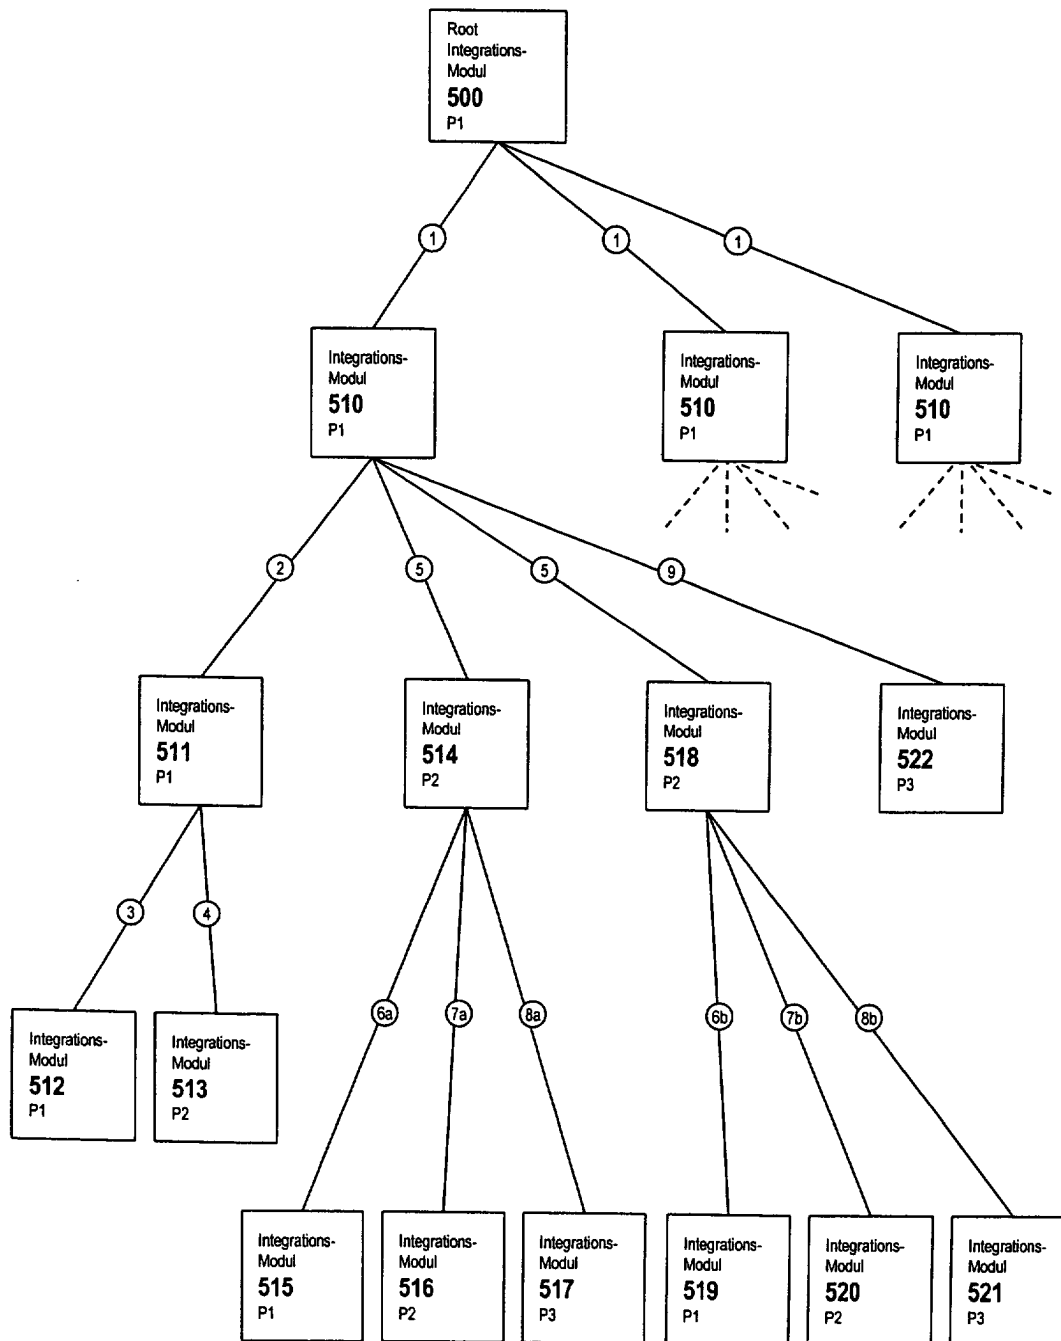 Root
Integrations-
Modul
500
P1
1
1
1
Integrations-
Modul
510
P1
Integrations-
Modul
510
P1
Integrations-
Modul
510
P1
2
5
5
9
Integrations-
Modul
511
P1
Integrations-
Modul
514
P2
Integrations-
Modul
518
P2
Integrations-
Modul
522
P3
3
4
6a
7a
8a
6b
7b
8b
Integrations-
Modul
512
P1
Integrations-
Modul
513
P2
Integrations-
Modul
515
P1
Integrations-
Modul
516
P2
Integrations-
Modul
517
P3
Integrations-
Modul
519
P1
Integrations-
Modul
520
P2
Integrations-
Modul
521
P3